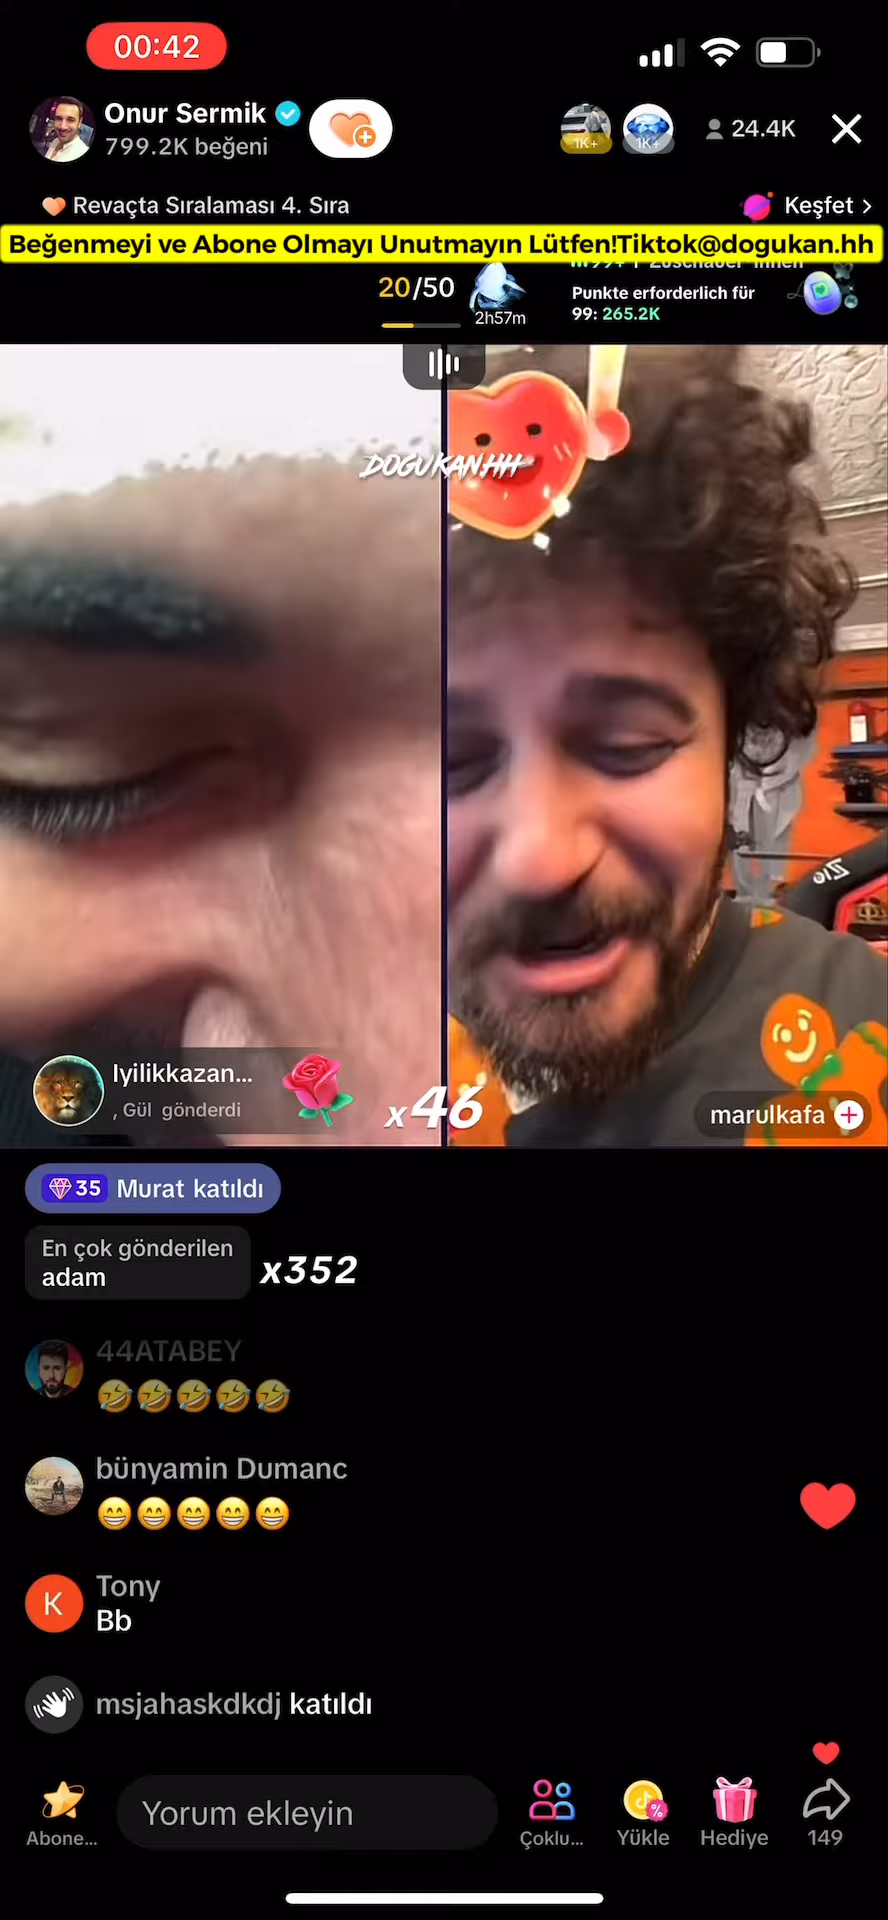 00:42
Onur Sermik
799.2K beğeni
1K+
1K+
24.4K
Revaçta Sıralaması 4. Sıra
Keşfet >
Beğenmeyi ve Abone Olmayı Unutmayın Lütfen!Tiktok@dogukan.hh
20/50
2h57m
Punkte erforderlich für
99: 265.2K
DOGUKAN.HH
Iyilikkazan...
, Gül gönderdi
x46
marulkafa
35 Murat katıldı
En çok gönderilen
adam
x352
44ATABEY
🤣🤣🤣🤣🤣
bünyamin Dumanc
😁😁😁😁😁
K
Tony
Bb
msjahaskdkdj katıldı
Abone...
Yorum ekleyin
Çoklu...
Yükle
Hediye
149